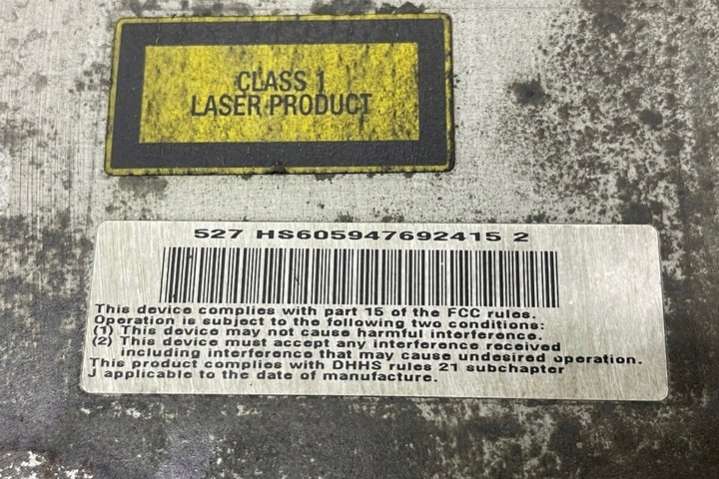 CLASS 1
LASER PRODUCT
527 HS605947692415 2
This device complies with part 15 of the FCC rules.
Operation is subject to the following two conditions:
(1) This device may not cause harmful interference.
(2) This device must accept any interference received
including interference that may cause undesired operation.
This product complies with DHHS rules 21 subchapter
J applicable to the date of manufacture.